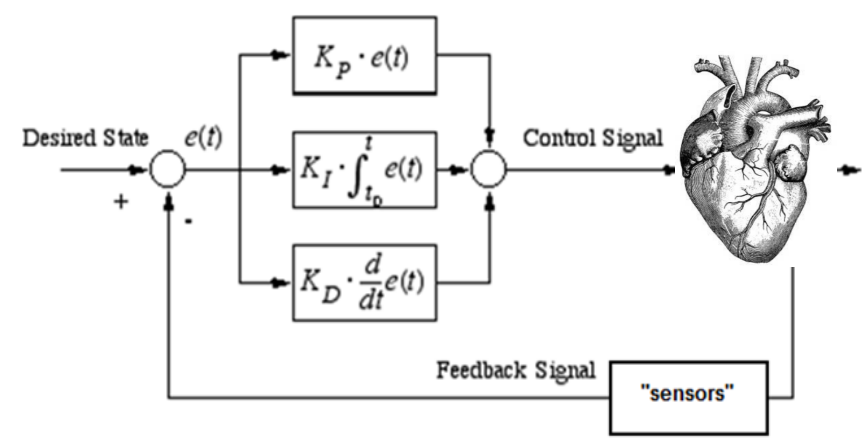 K_P · e(t)
Desired State
e(t)
Control Signal
K_I · ∫_{t_0}^{t} e(t)
+
-
K_D · d/dt e(t)
Feedback Signal
"sensors"